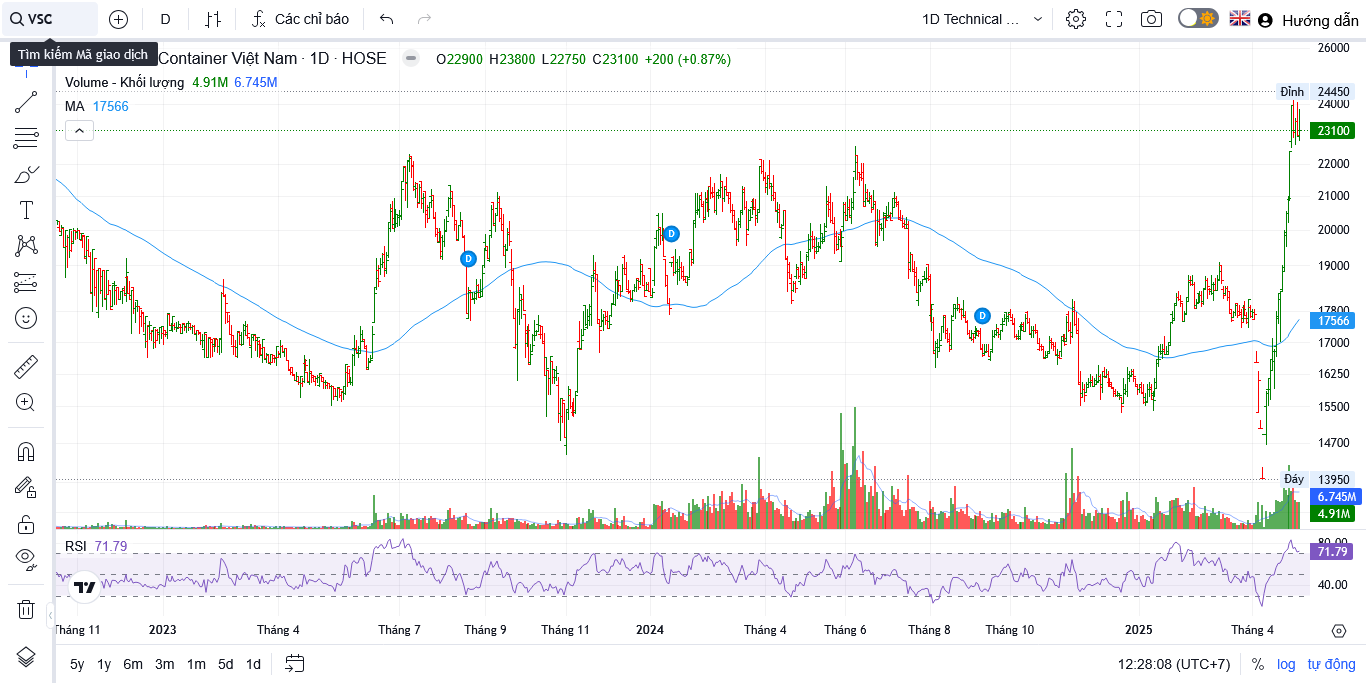 VSC
D
Các chỉ báo
1D Technical ...
Hướng dẫn
Tìm kiếm Mã giao dịch
Container Việt Nam · 1D · HOSE
O22900 H23800 L22750 C23100 +200 (+0.87%)
Volume - Khối lượng 4.91M 6.745M
MA 17566
26000
Đỉnh 24450
24000
23100
22000
21000
20000
19000
17800
17566
17000
16250
15500
14700
Đáy 13950
6.745M
4.91M
D
D
D
RSI 71.79
80.00
71.79
40.00
Tháng 11 2023 Tháng 4 Tháng 7 Tháng 9 Tháng 11 2024 Tháng 4 Tháng 6 Tháng 8 Tháng 10 2025 Tháng 4
5y 1y 6m 3m 1m 5d 1d
12:28:08 (UTC+7) % log tự động